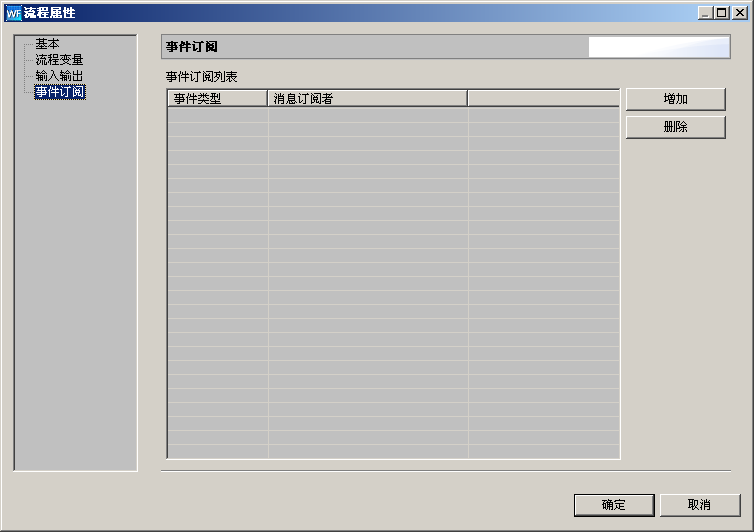 WF 流程属性
基本
流程变量
输入输出
事件订阅
事件订阅
事件订阅列表
事件类型 消息订阅者
增加
删除
确定 取消